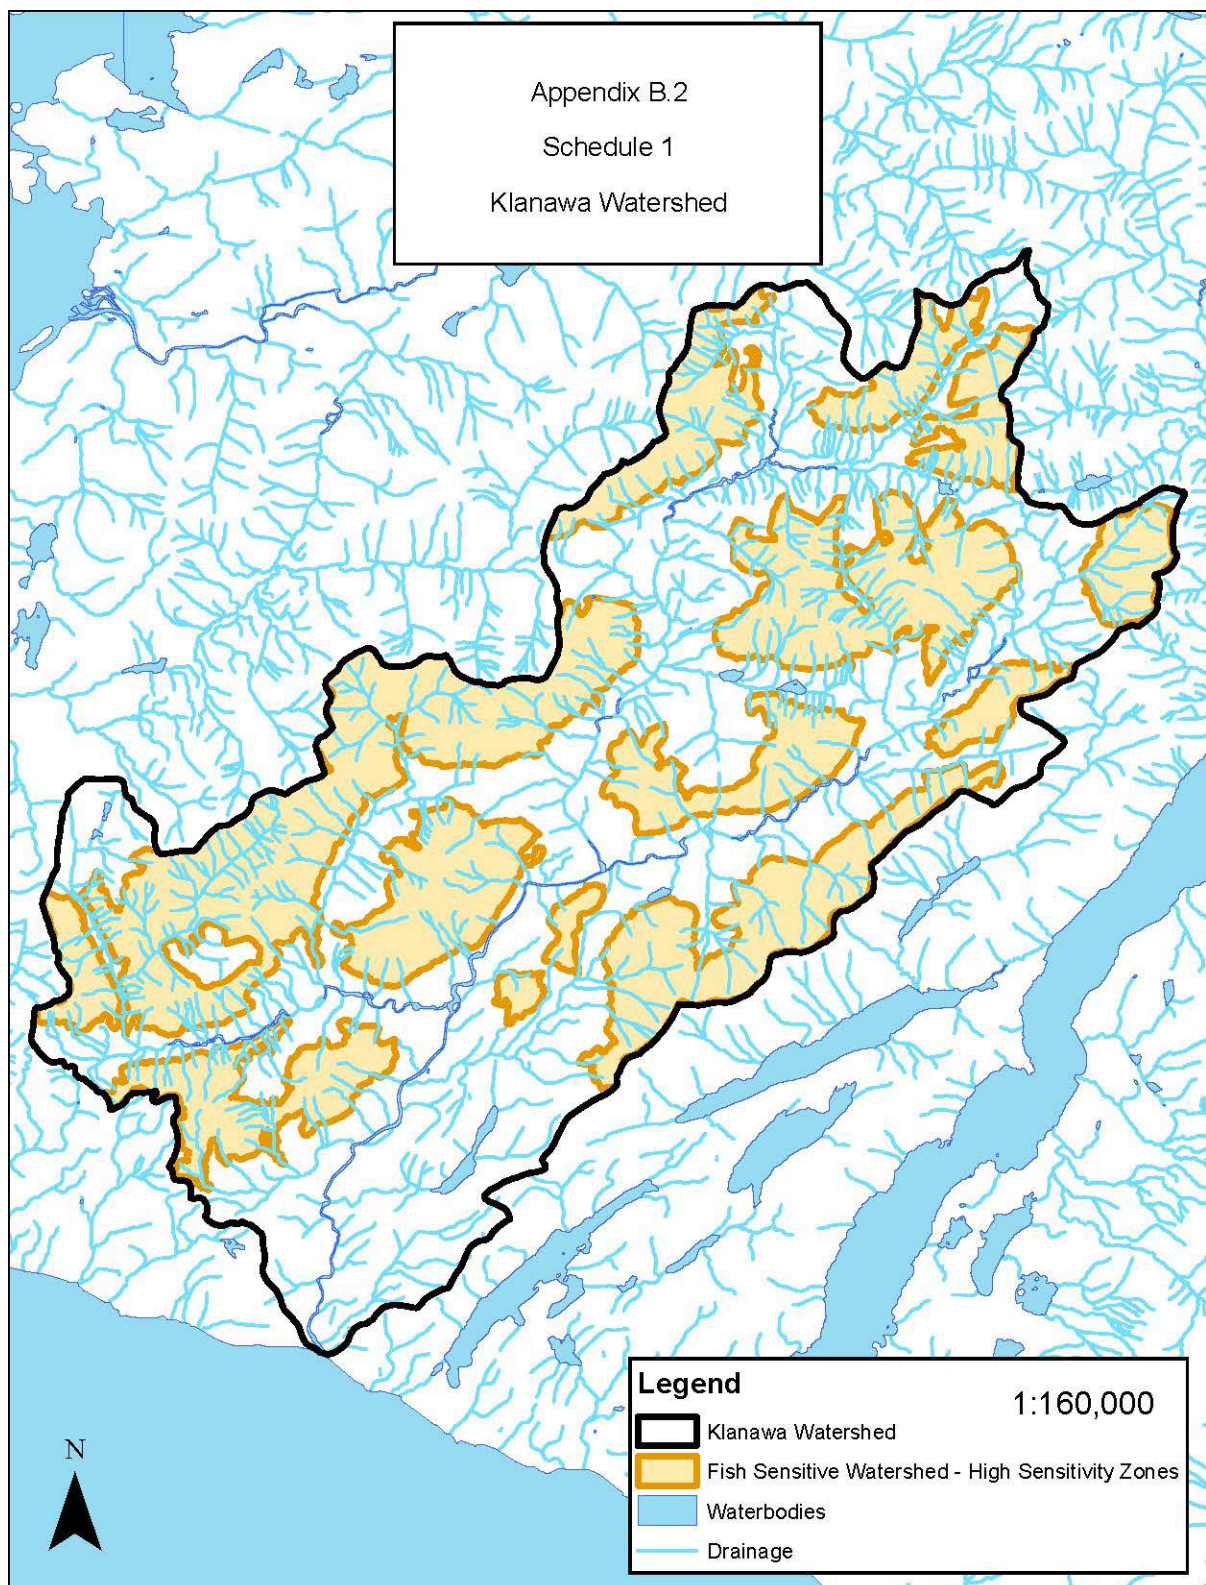 Appendix B.2
Schedule 1
Klanawa Watershed
Legend
1:160,000
Klanawa Watershed
Fish Sensitive Watershed - High Sensitivity Zones
Waterbodies
Drainage
N